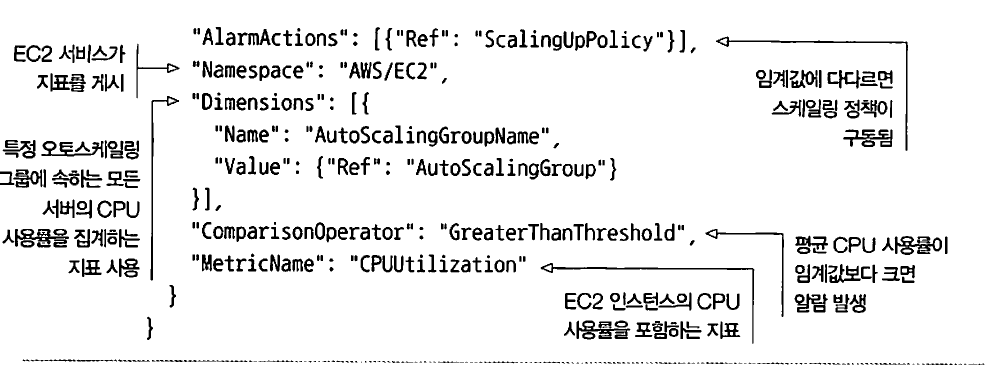 "AlarmActions": [{"Ref": "ScalingUpPolicy"}],
EC2 서비스가
지표를 게시
"Namespace": "AWS/EC2",
임계값에 다다르면
스케일링 정책이
구동됨
"Dimensions": [{
"Name": "AutoScalingGroupName",
"Value": {"Ref": "AutoScalingGroup"}
}],
특정 오토스케일링
그룹에 속하는 모든
서버의 CPU
사용률을 집계하는
지표 사용
"ComparisonOperator": "GreaterThanThreshold",
평균 CPU 사용률이
임계값보다 크면
알람 발생
"MetricName": "CPUUtilization"
EC2 인스턴스의 CPU
사용률을 포함하는 지표
}
}